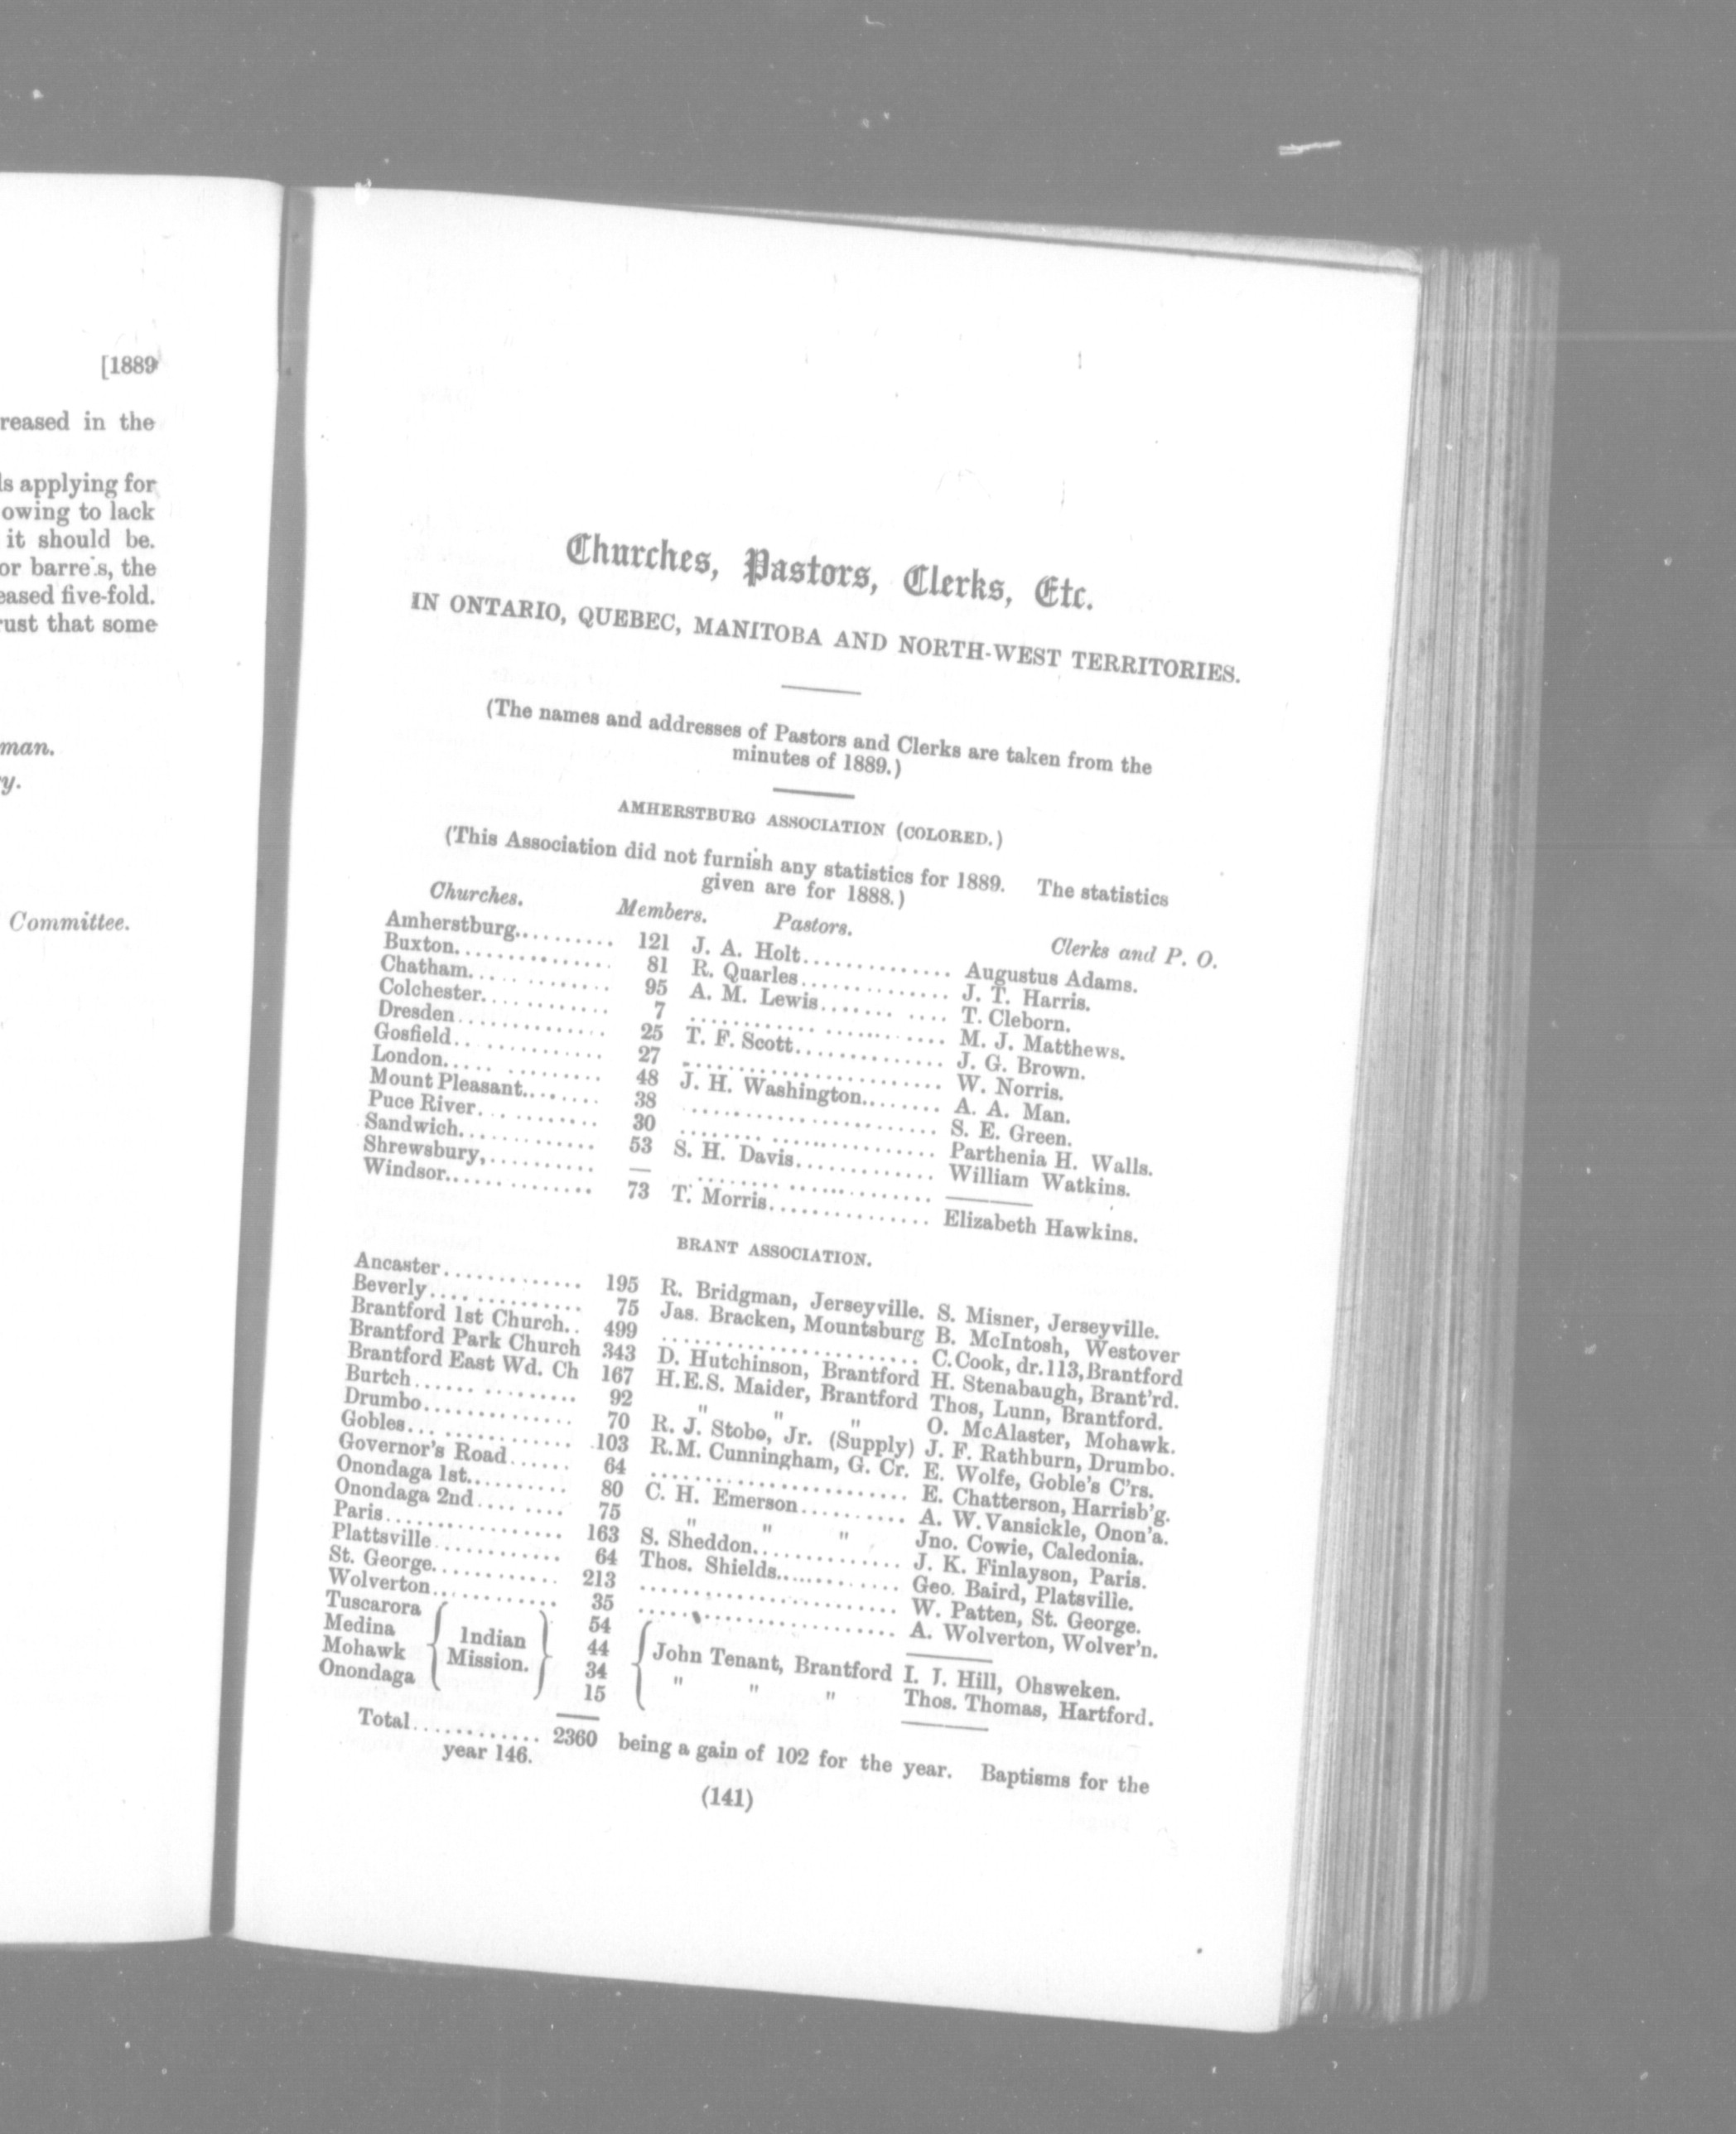 [1889
reased in the
ls applying for
owing to lack
it should be.
or barre s, the
eased five-fold.
rust that some
man.
y.
Committee.
Churches, Pastors, Clerks, Etc.
IN ONTARIO, QUEBEC, MANITOBA AND NORTH-WEST TERRITORIES.
(The names and addresses of Pastors and Clerks are taken from the
minutes of 1889.)
AMHERSTBURG ASSOCIATION (COLORED.)
(This Association did not furnish any statistics for 1889. The statistics
given are for 1888.)
Churches. Members. Pastors. Clerks and P. O.
Amherstburg.......... 121 J. A. Holt.............. Augustus Adams.
Buxton.............. 81 R. Quarles.............. J. T. Harris.
Chatham............ 95 A. M. Lewis........... T. Cleborn.
Colchester............ 7 ........................ M. J. Matthews.
Dresden............. 25 T. F. Scott.............. J. G. Brown.
Gosfield............. 27 ........................ W. Norris.
London.............. 48 J. H. Washington........ A. A. Man.
Mount Pleasant........ 38 ........................ S. E. Green.
Puce River........... 30 ........................ Parthenia H. Walls.
Sandwich............ 53 S. H. Davis............. William Watkins.
Shrewsbury,.......... — ........................ ———
Windsor............. 73 T. Morris............... Elizabeth Hawkins.
BRANT ASSOCIATION.
Ancaster............. 195 R. Bridgman, Jerseyville. S. Misner, Jerseyville.
Beverly.............. 75 Jas. Bracken, Mountsburg B. McIntosh, Westover
Brantford 1st Church.. 499 ........................ C. Cook, dr. 113, Brantford
Brantford Park Church 343 D. Hutchinson, Brantford H. Stenabaugh, Brant'rd.
Brantford East Wd. Ch 167 H.E.S. Maider, Brantford Thos, Lunn, Brantford.
Burtch.............. 92 " " " O. McAlaster, Mohawk.
Drumbo............. 70 R. J. Stobo, Jr. (Supply) J. F. Rathburn, Drumbo.
Gobles.............. 103 R.M. Cunningham, G. Cr. E. Wolfe, Goble's C'rs.
Governor's Road...... 64 ........................ E. Chatterson, Harrisb'g.
Onondaga 1st......... 80 C. H. Emerson.......... A. W. Vansickle, Onon'a.
Onondaga 2nd........ 75 " " " Jno. Cowie, Caledonia.
Paris................ 163 S. Sheddon............. J. K. Finlayson, Paris.
Plattsville............ 64 Thos. Shields........... Geo. Baird, Platsville.
St. George............ 213 ........................ W. Patten, St. George.
Wolverton........... 35 ........................ A. Wolverton, Wolver'n.
Tuscarora 54 ———
Medina Indian 44 John Tenant, Brantford I. J. Hill, Ohsweken.
Mohawk Mission. 34 " " " Thos. Thomas, Hartford.
Onondaga 15 ———
Total............ 2360 being a gain of 102 for the year. Baptisms for the
year 146.
(141)